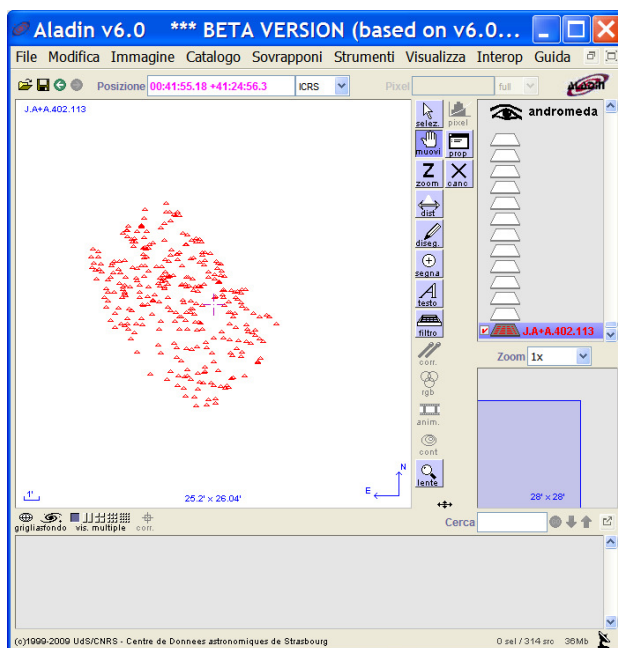 Aladin v6.0 *** BETA VERSION (based on v6.0...
File Modifica Immagine Catalogo Sovrapponi Strumenti Visualizza Interop Guida
Posizione 00:41:55.18 +41:24:56.3 ICRS Pixel full Aladin
J.A+A.402.113
andromeda
selez. pixel
muovi prop
zoom canc
dist
diseg.
segna
testo
filtro
corr.
rgb
anim.
cont
lente
J.A+A.402.113
Zoom 1x
1'
25.2' x 26.04'
E
N
28' x 28'
griglia sfondo vis. multiple corr.
Cerca
(c)1999-2009 UdS/CNRS - Centre de Donnees astronomiques de Strasbourg
0 sel / 314 src 36Mb